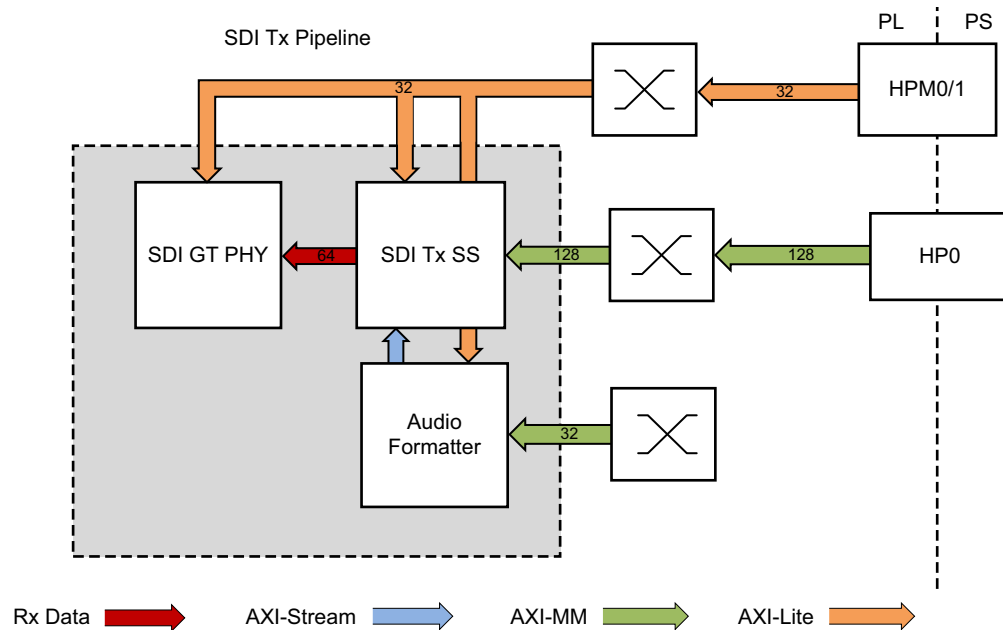 PL PS
SDI Tx Pipeline
32
32
HPM0/1
SDI GT PHY
64
SDI Tx SS
128
128
HP0
Audio
Formatter
32
Rx Data
AXI-Stream
AXI-MM
AXI-Lite